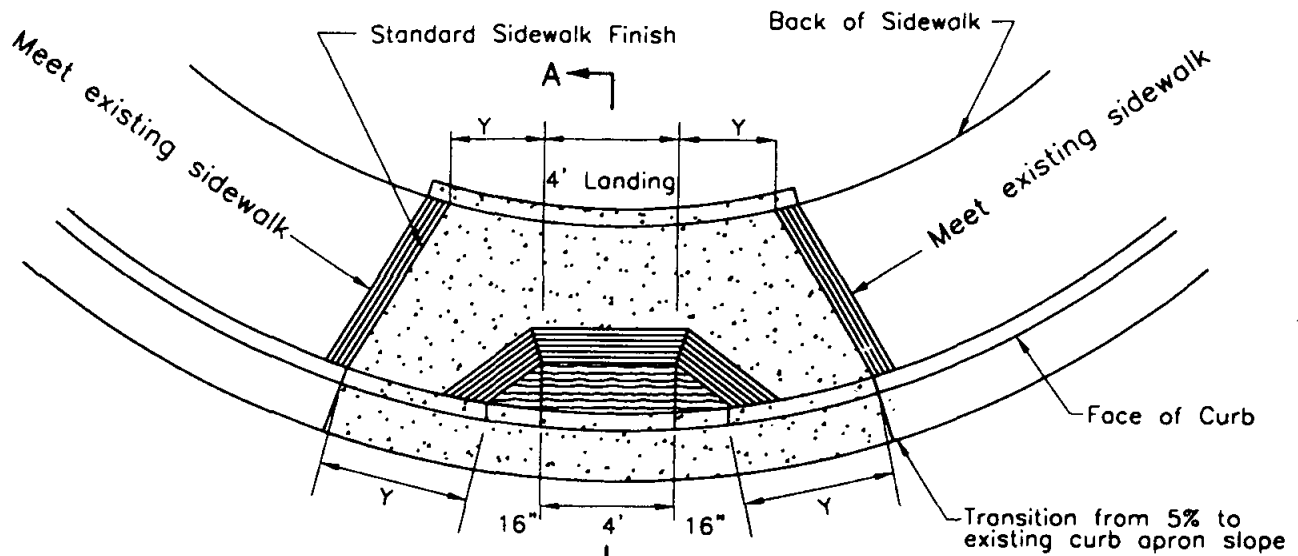 Back of Sidewalk
Standard Sidewalk Finish
A
Meet existing sidewalk
Meet existing sidewalk
Y
Y
4' Landing
Face of Curb
Y
16"
4'
16"
Y
Transition from 5% to
existing curb apron slope